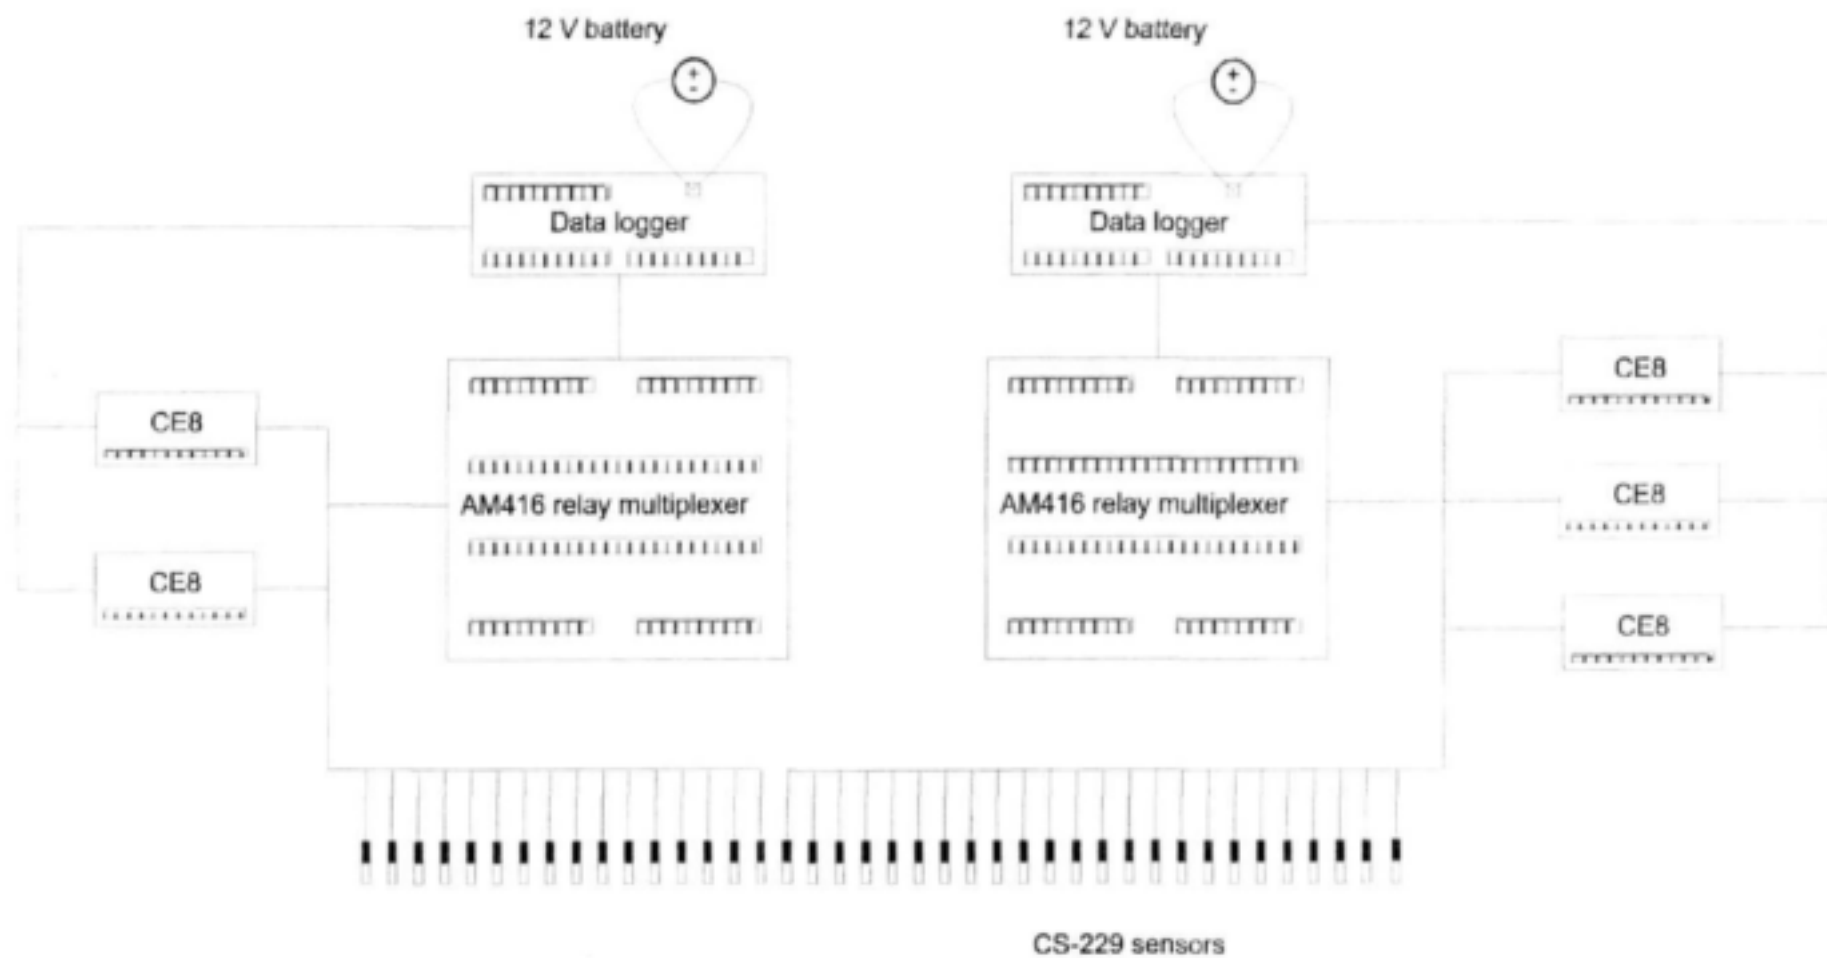 12 V battery
12 V battery
Data logger
Data logger
CE8
CE8
AM416 relay multiplexer
AM416 relay multiplexer
CE8
CE8
CE8
CS-229 sensors